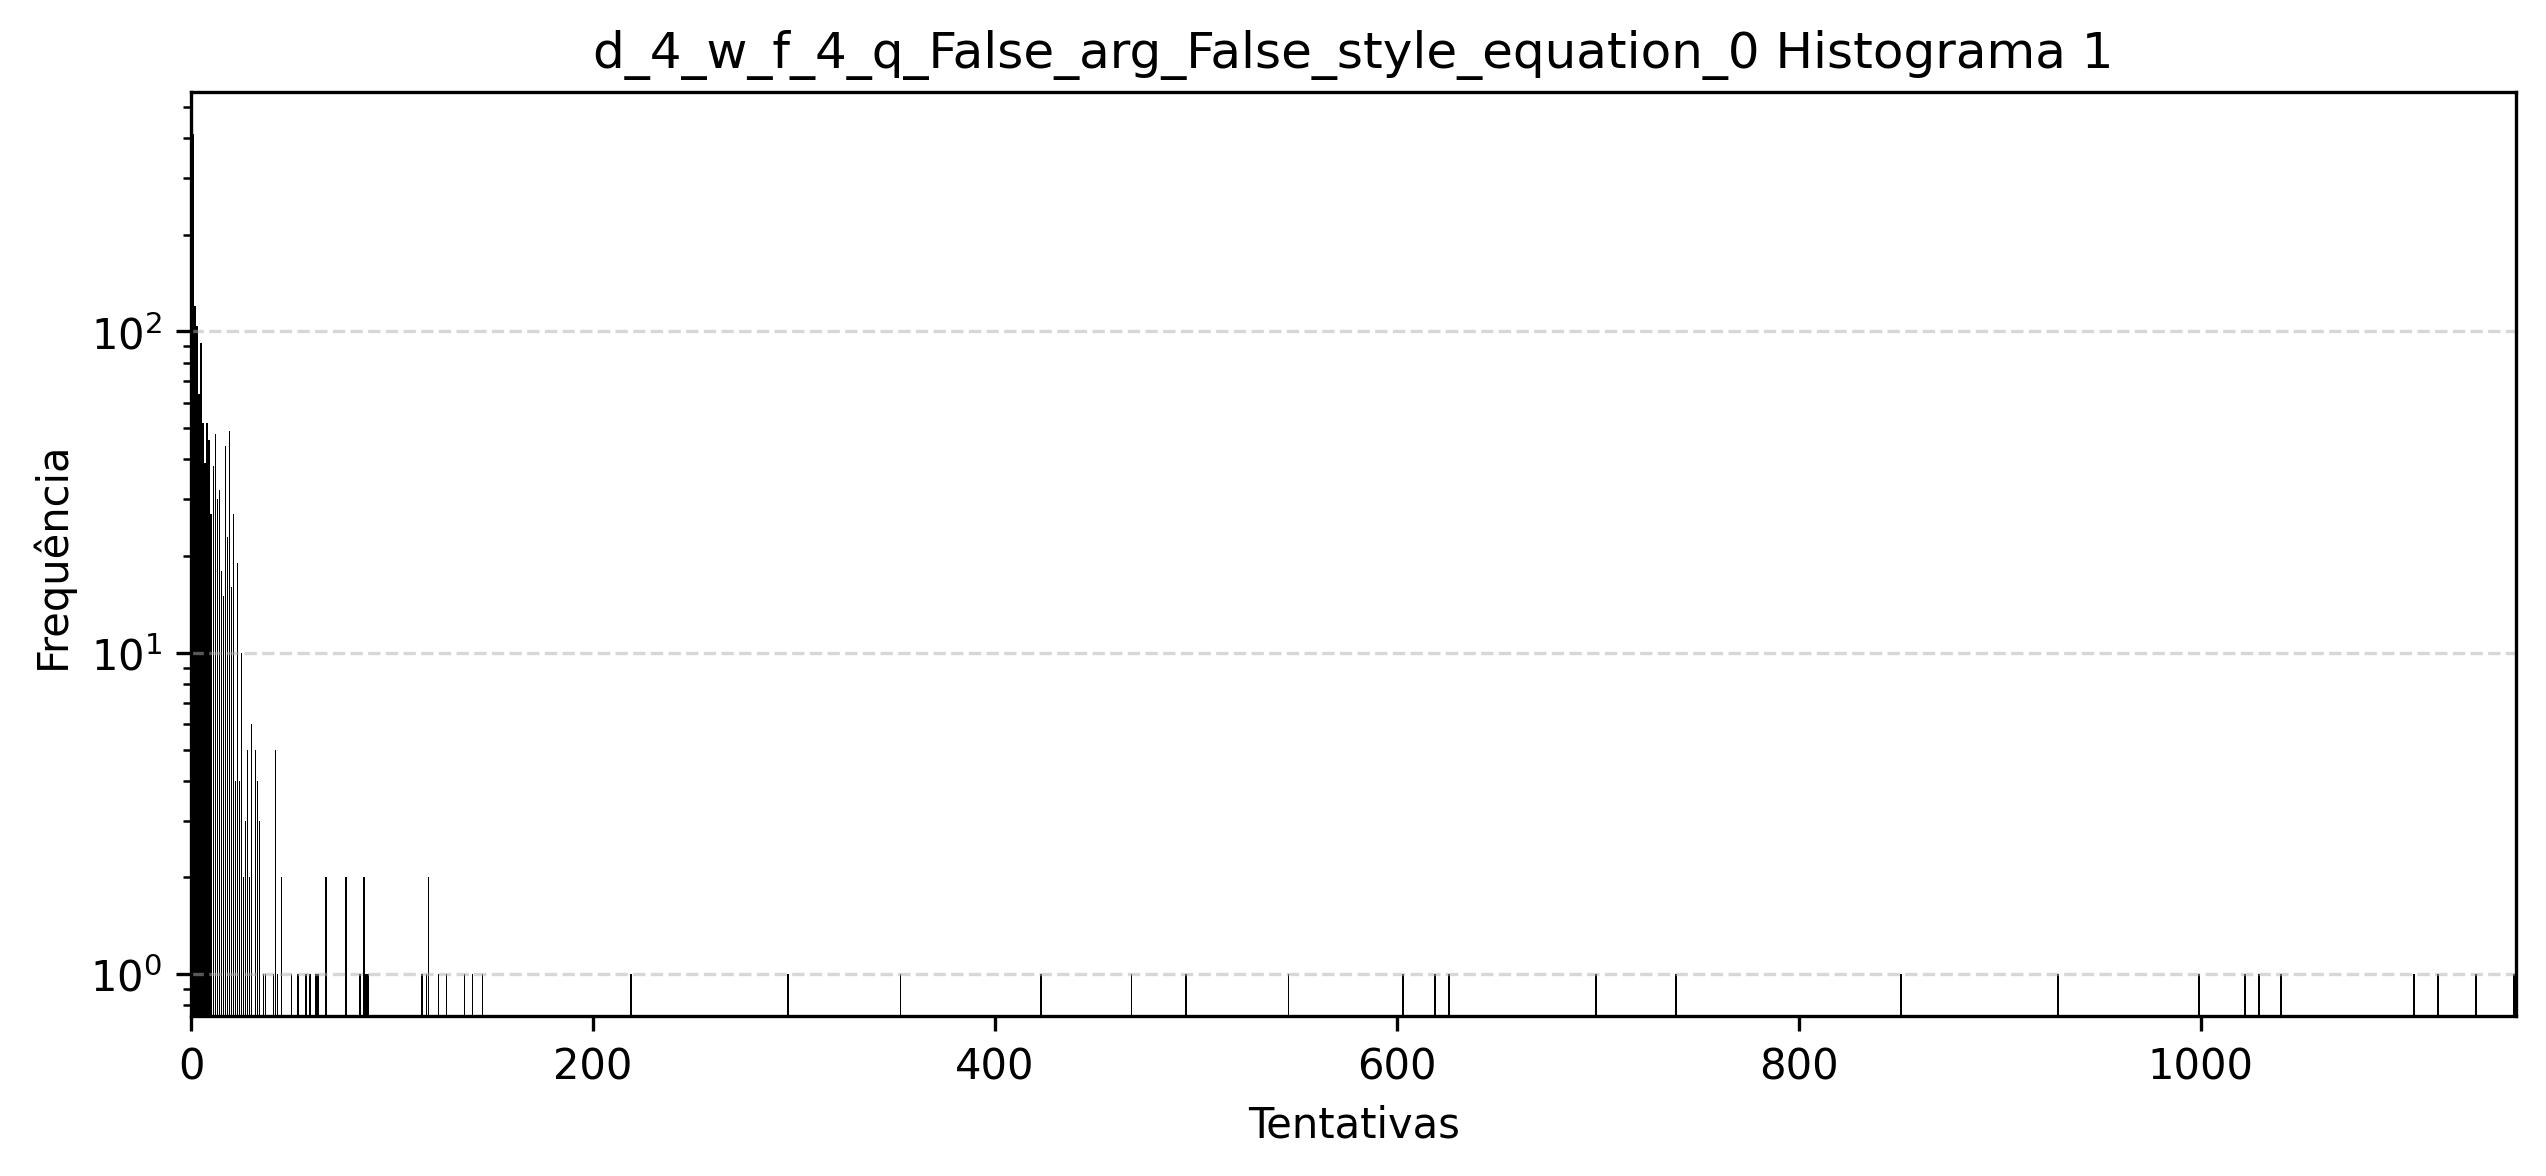 d_4_w_f_4_q_False_arg_False_style_equation_0 Histograma 1
Frequência
10²
10¹
10⁰
0 200 400 600 800 1000
Tentativas